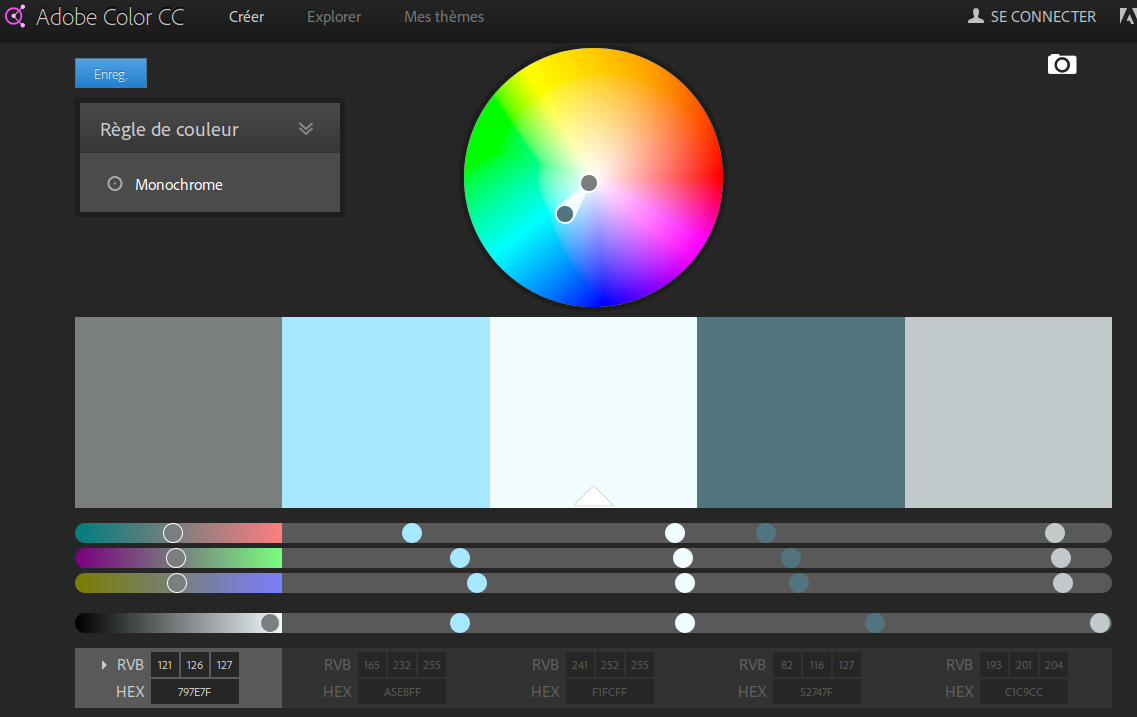 Adobe Color CC Créer Explorer Mes thèmes SE CONNECTER
Enreg.
Règle de couleur
Monochrome
RVB 121 126 127 RVB 165 232 255 RVB 241 252 255 RVB 82 116 127 RVB 193 201 204
HEX 797E7F HEX A5E8FF HEX F1FCFF HEX 52747F HEX C1C9CC